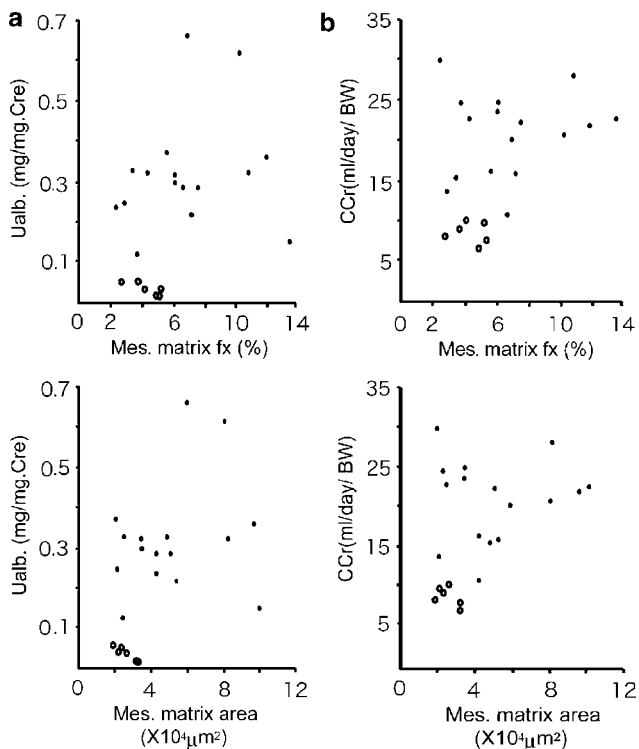 a
0.7
0.5
0.3
0.1
Ualb. (mg/mg.Cre)
0 2 6 10 14
Mes. matrix fx (%)
b
35
25
15
5
CCr(ml/day/ BW)
0 2 6 10 14
Mes. matrix fx (%)
0.7
0.5
0.3
0.1
Ualb. (mg/mg.Cre)
0 4 8 12
Mes. matrix area
(X10⁴μm²)
35
25
15
5
CCr(ml/day/ BW)
0 4 8 12
Mes. matrix area
(X10⁴μm²)